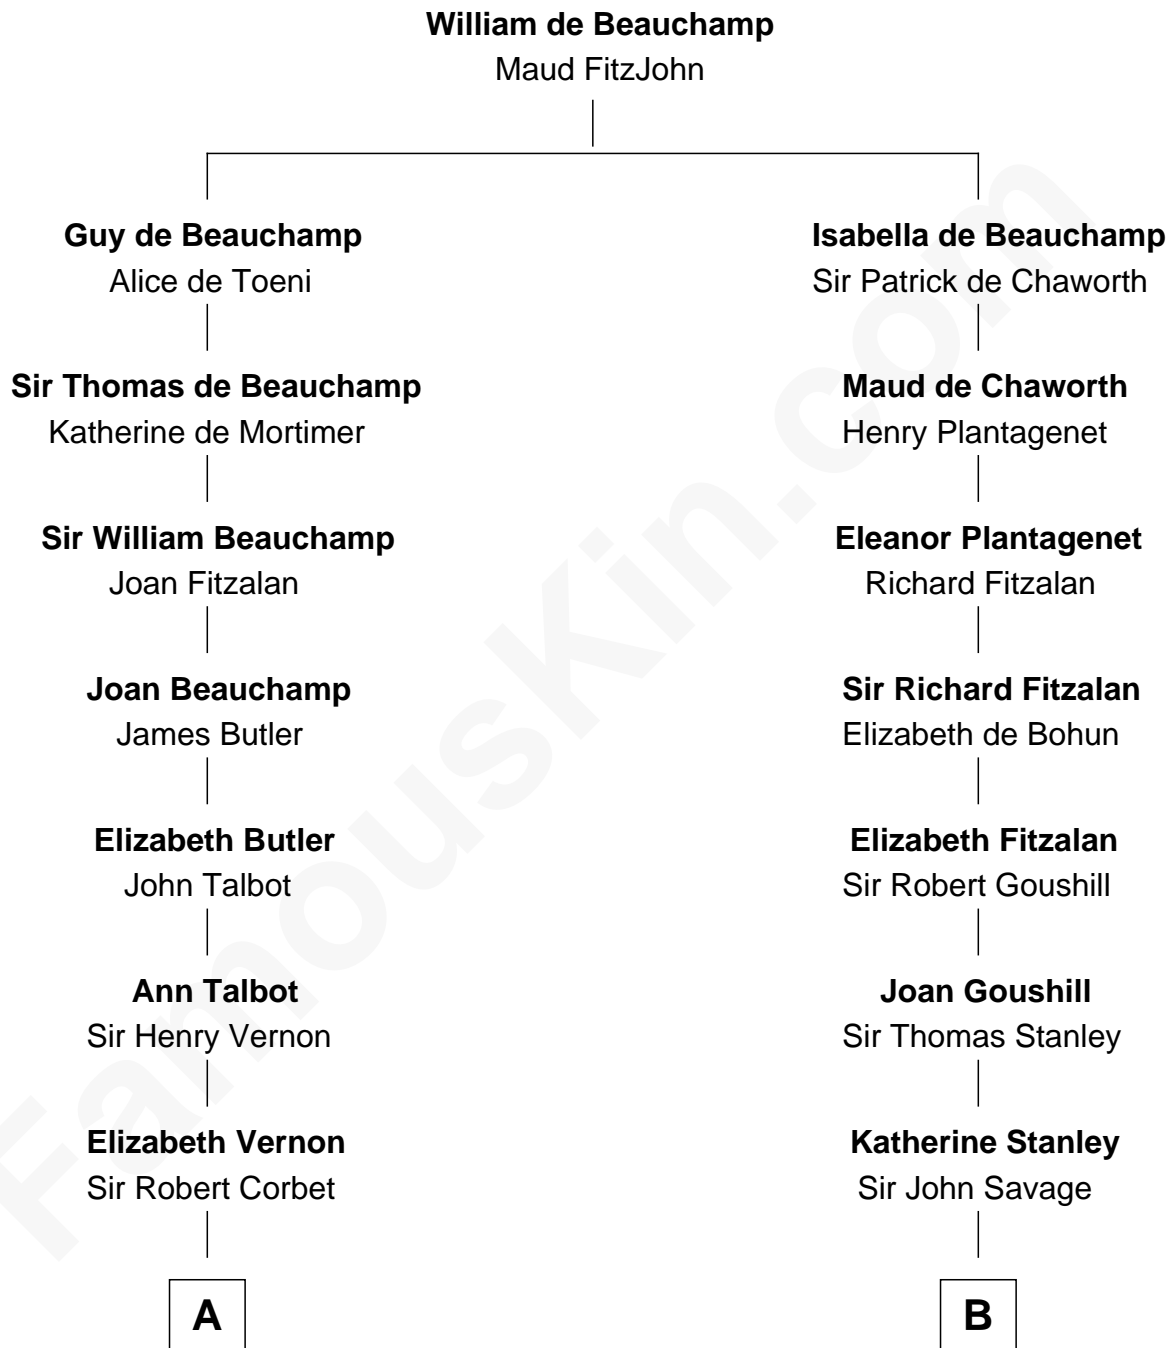 William de Beauchamp
Maud FitzJohn
Guy de Beauchamp
Alice de Toeni
Isabella de Beauchamp
Sir Patrick de Chaworth
Sir Thomas de Beauchamp
Katherine de Mortimer
Maud de Chaworth
Henry Plantagenet
Sir William Beauchamp
Joan Fitzalan
Eleanor Plantagenet
Richard Fitzalan
Joan Beauchamp
James Butler
Sir Richard Fitzalan
Elizabeth de Bohun
Elizabeth Butler
John Talbot
Elizabeth Fitzalan
Sir Robert Goushill
Ann Talbot
Sir Henry Vernon
Joan Goushill
Sir Thomas Stanley
Elizabeth Vernon
Sir Robert Corbet
Katherine Stanley
Sir John Savage
A
B
FamousKin.com